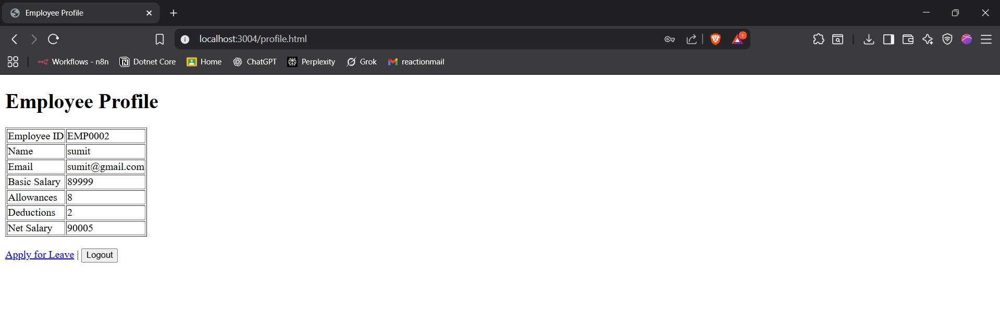 Employee Profile
localhost:3004/profile.html
1
Workflows - n8n Dotnet Core Home ChatGPT Perplexity Grok reactionmail
Employee Profile
Employee ID EMP0002
Name sumit
Email sumit@gmail.com
Basic Salary 89999
Allowances 8
Deductions 2
Net Salary 90005
Apply for Leave | Logout